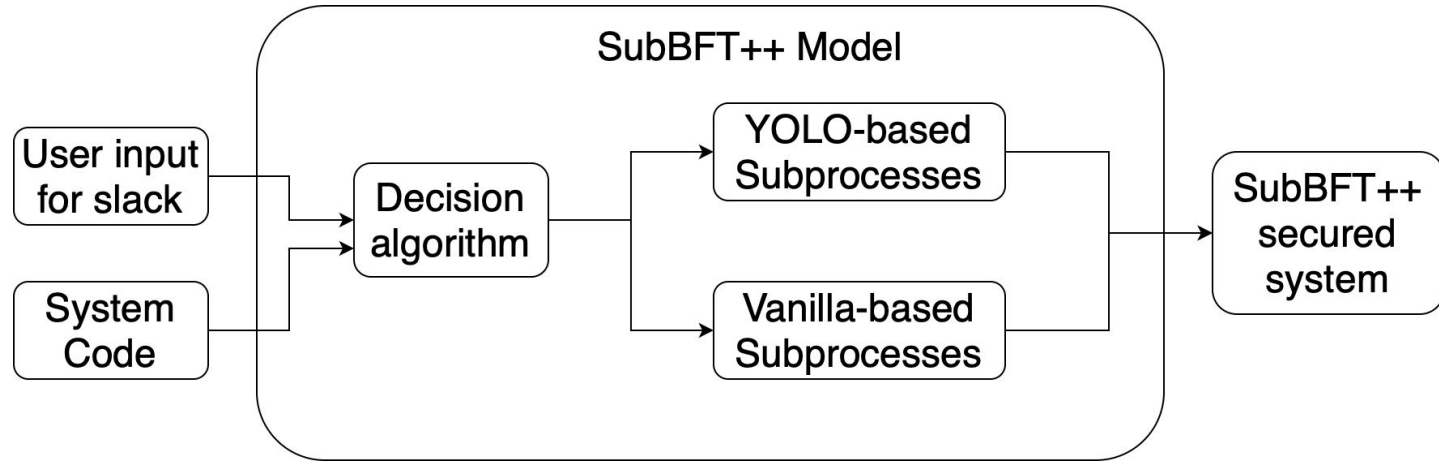 SubBFT++ Model
User input
for slack
System
Code
Decision
algorithm
YOLO-based
Subprocesses
Vanilla-based
Subprocesses
SubBFT++
secured
system